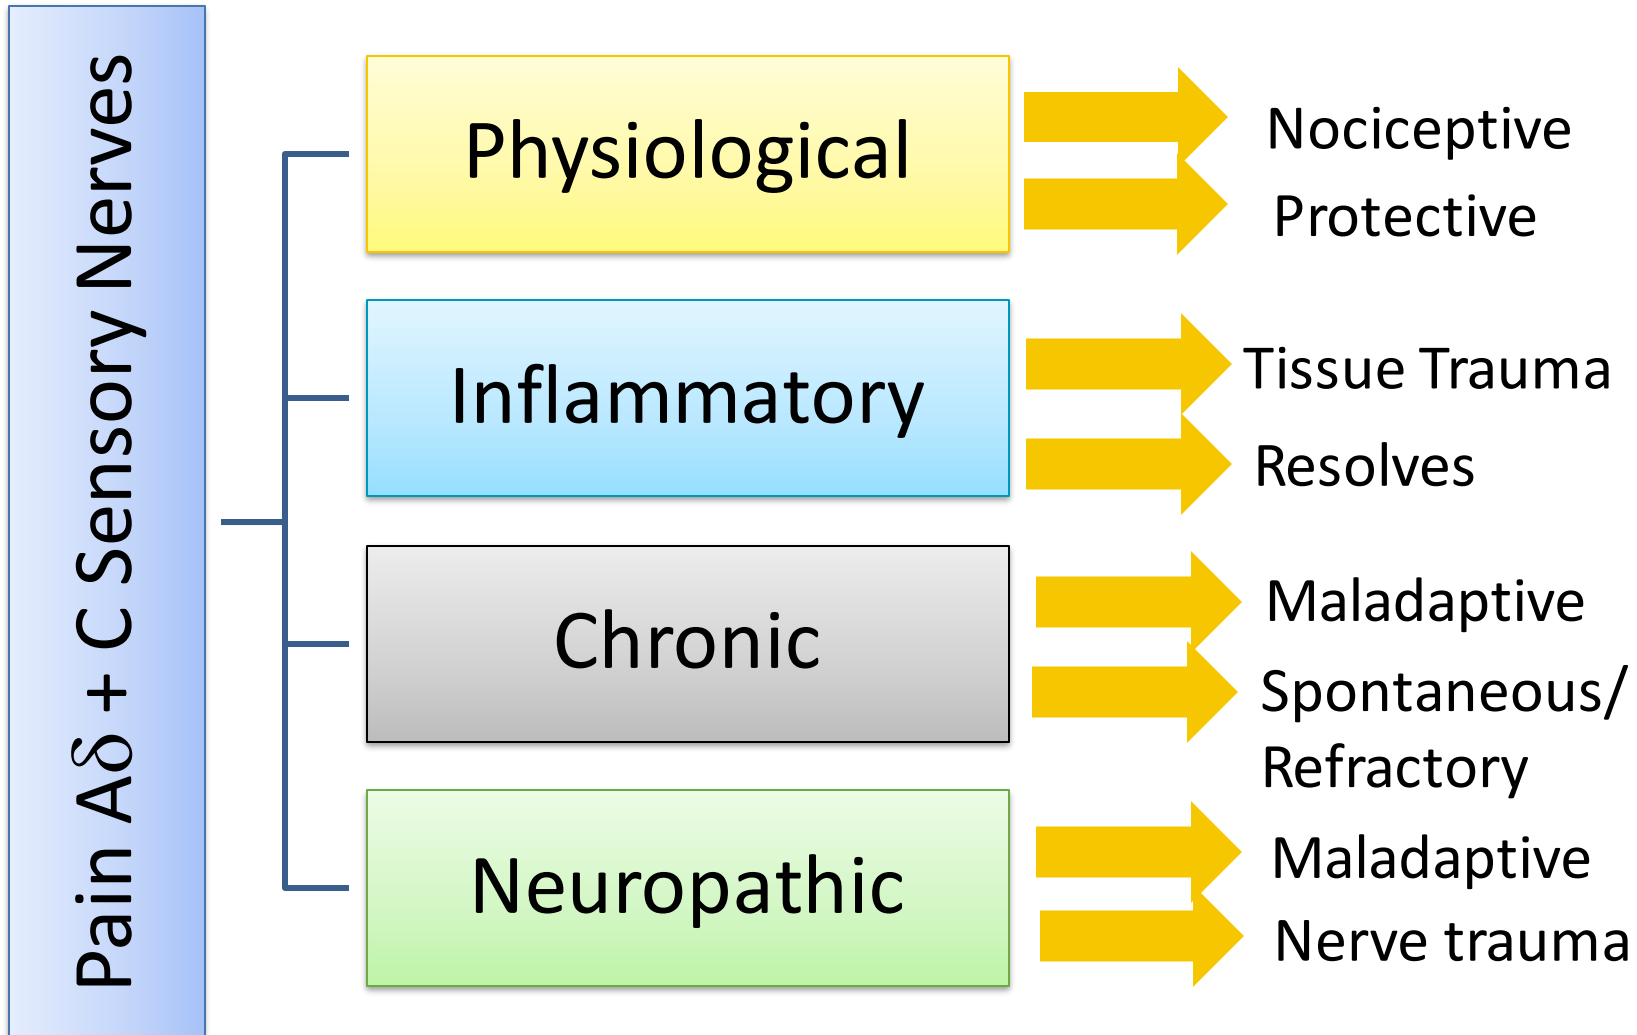 Pain Aδ + C Sensory Nerves
Physiological
Nociceptive
Protective
Inflammatory
Tissue Trauma
Resolves
Chronic
Maladaptive
Spontaneous/
Refractory
Neuropathic
Maladaptive
Nerve trauma